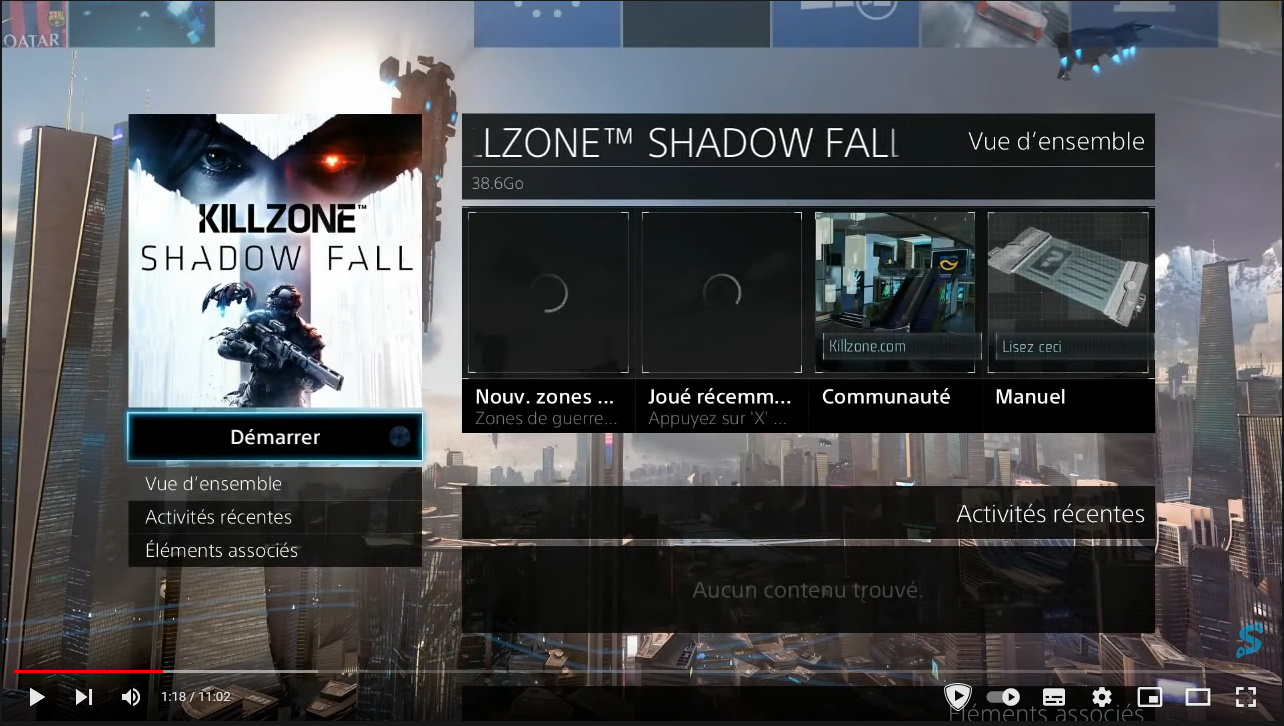 QATAR
LLZONE™ SHADOW FALL
Vue d'ensemble
38.6Go
KILLZONE™
SHADOW FALL
Killzone.com
Lisez ceci
Nouv. zones ...
Joué récemm...
Communauté
Manuel
Zones de guerre...
Appuyez sur 'X' ...
Démarrer
Vue d'ensemble
Activités récentes
Éléments associés
Activités récentes
Aucun contenu trouvé.
S
1:18 / 11:02
Éléments associés